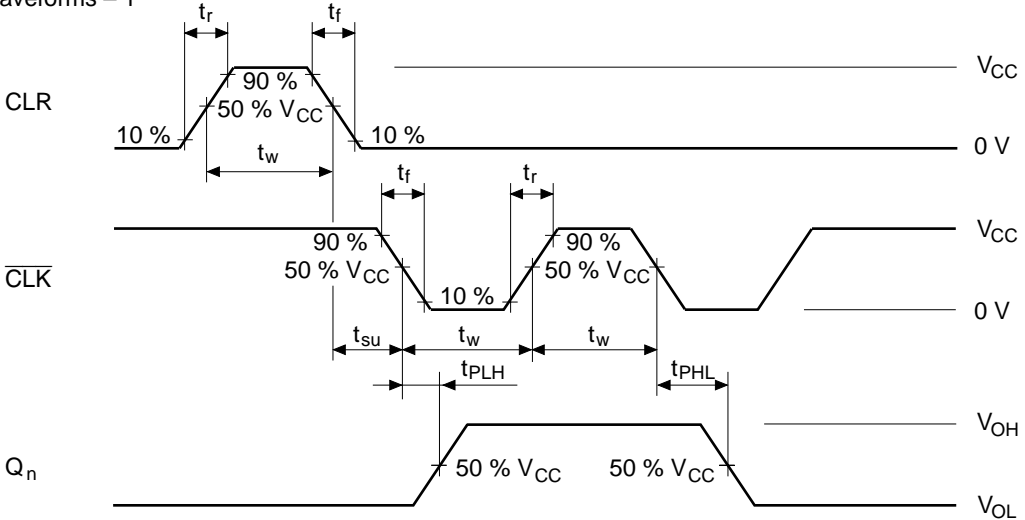 aveforms – 1
tr tf
90 % VCC
CLR 50 % VCC
10 % 10 % 0 V
tw
tf tr
VCC
90 % 90 %
CLK 50 % VCC 50 % VCC
10 % 0 V
tsu tw tw
tPLH tPHL
VOH
Qn 50 % VCC 50 % VCC
VOL